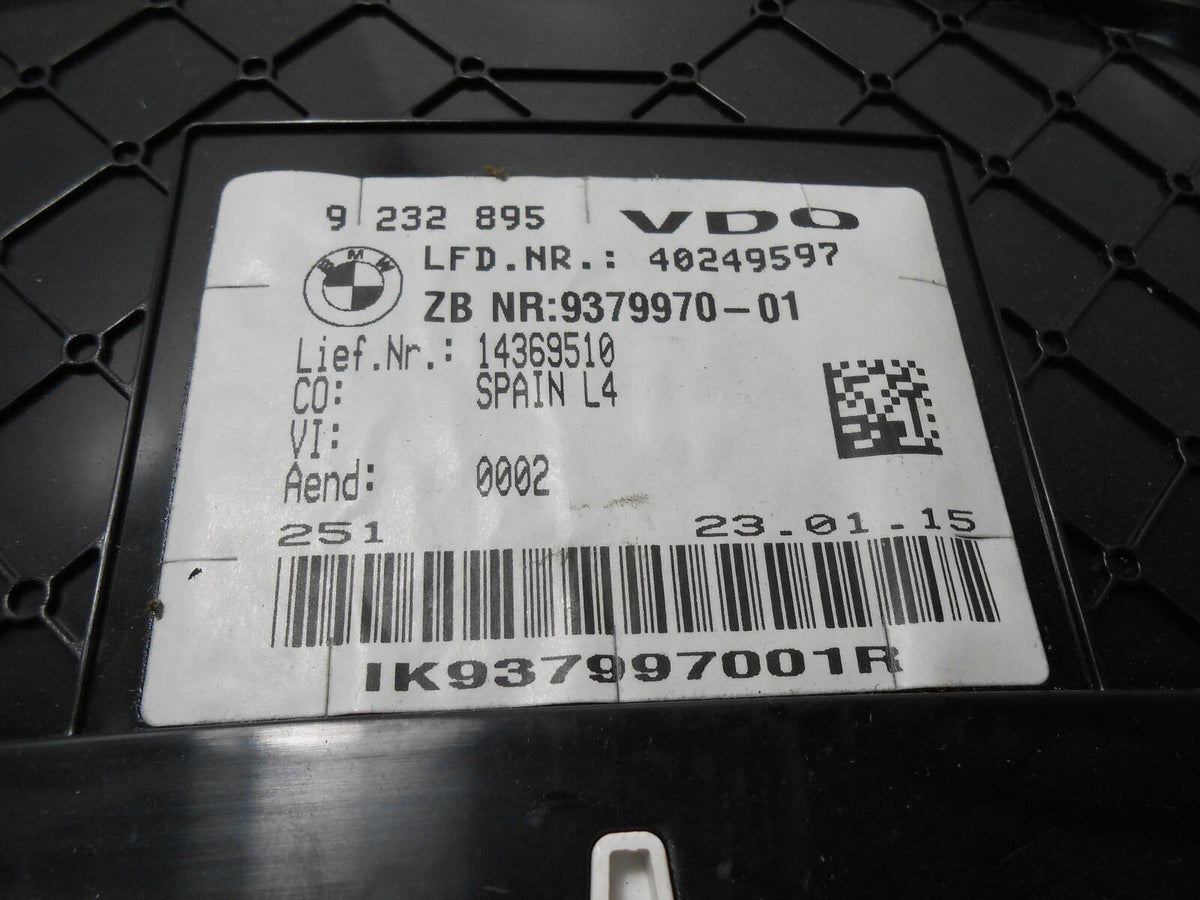 9 232 895 VDO
BMW
LFD.NR.: 40249597
ZB NR:9379970-01
Lief.Nr.: 14369510
CO: SPAIN L4
VI:
Aend: 0002
251 23.01.15
IK937997001R